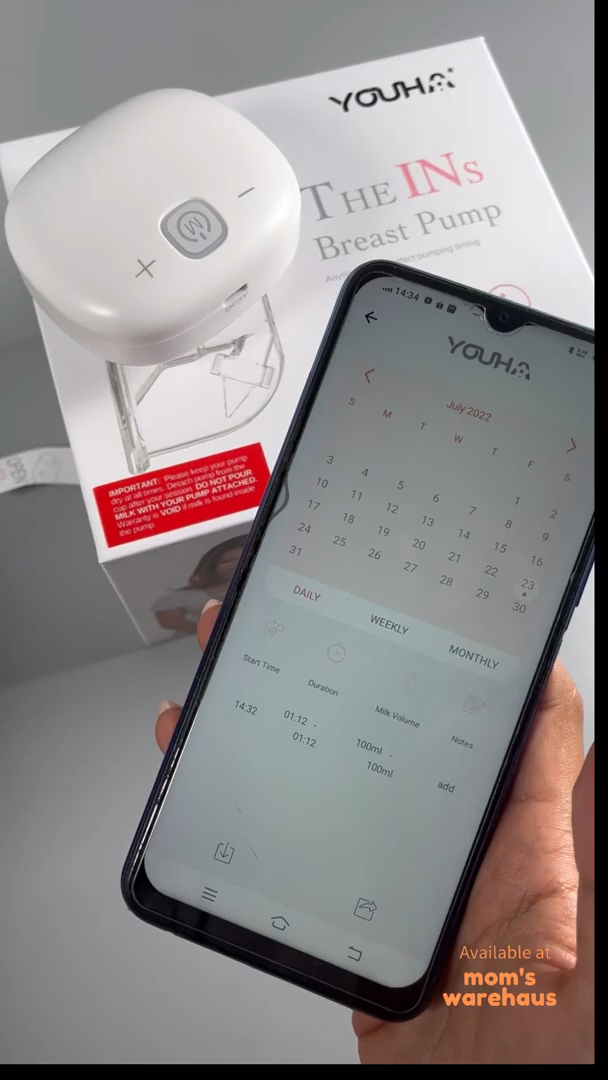 YOUHA
THE INs
Breast Pump
M
IMPORTANT: Please keep your pump
dry at all times. Detach pump from the
cup after your session. DO NOT POUR
MILK WITH YOUR PUMP ATTACHED.
Warranty is VOID if milk is found inside
the pump.
OPEN
14:34
YOUHA
July 2022
S M T W T F S
1 2
3 4 5 6 7 8 9
10 11 12 13 14 15 16
17 18 19 20 21 22 23
24 25 26 27 28 29 30
31
DAILY WEEKLY MONTHLY
Start Time Duration Milk Volume Notes
14:32 01:12 - 100ml - add
01:12 100ml
Available at
mom's
warehaus